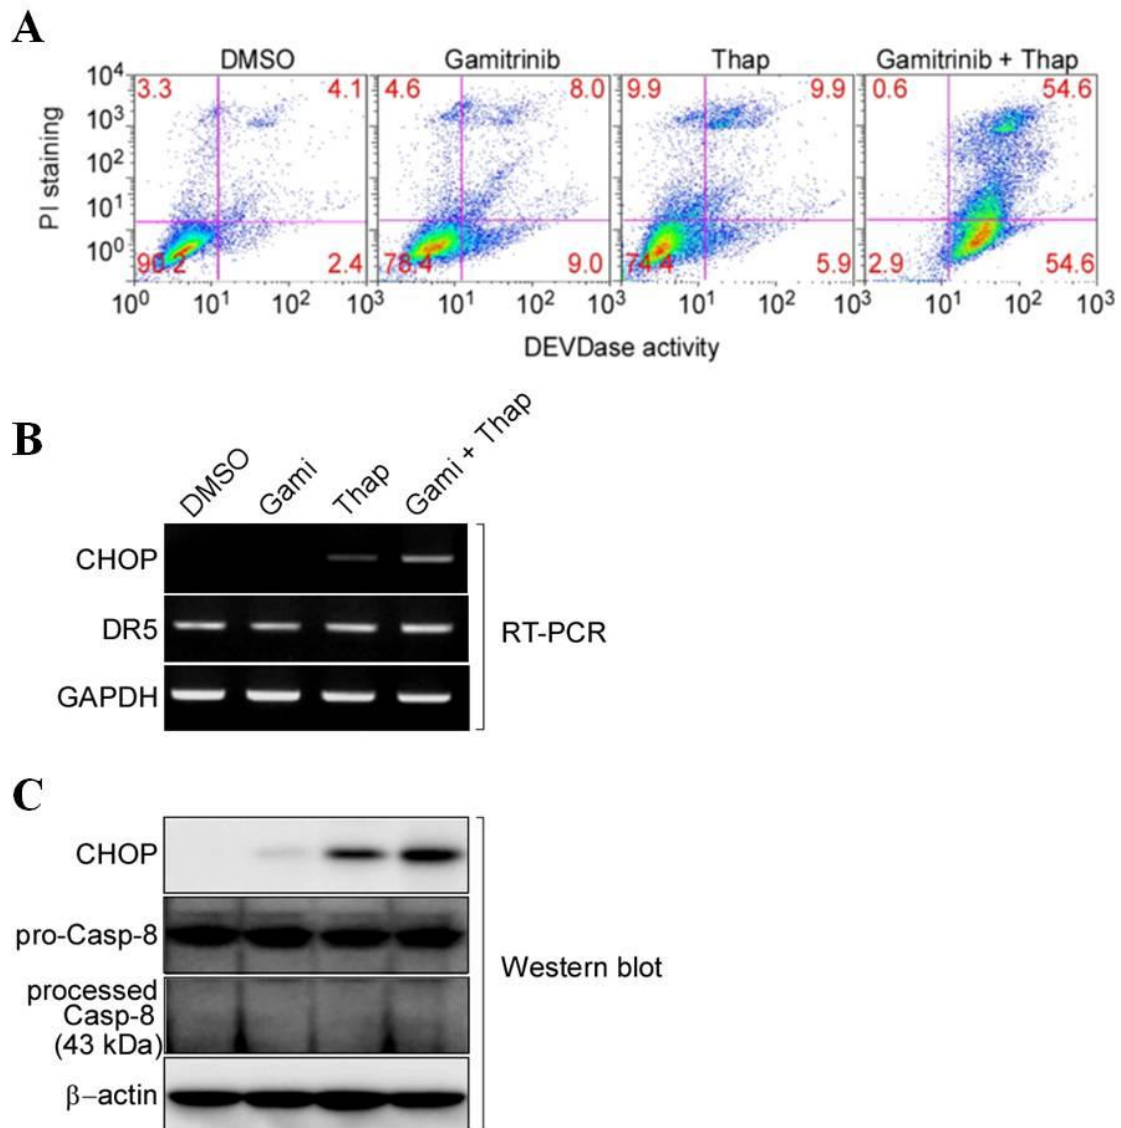 A
DMSO Gamitrinib Thap Gamitrinib + Thap
10⁴ 3.3 4.1 4.6 8.0 9.9 9.9 0.6 54.6
10³
10²
10¹
10⁰
PI staining
90.2 2.4 78.4 9.0 74.4 5.9 2.9 54.6
10⁰ 10¹ 10² 10³ 10¹ 10² 10³ 10¹ 10² 10³ 10¹ 10² 10³
DEVDase activity
B
DMSO Gami Thap Gami + Thap
CHOP
DR5
GAPDH
RT-PCR
C
CHOP
pro-Casp-8
processed
Casp-8
(43 kDa)
β–actin
Western blot